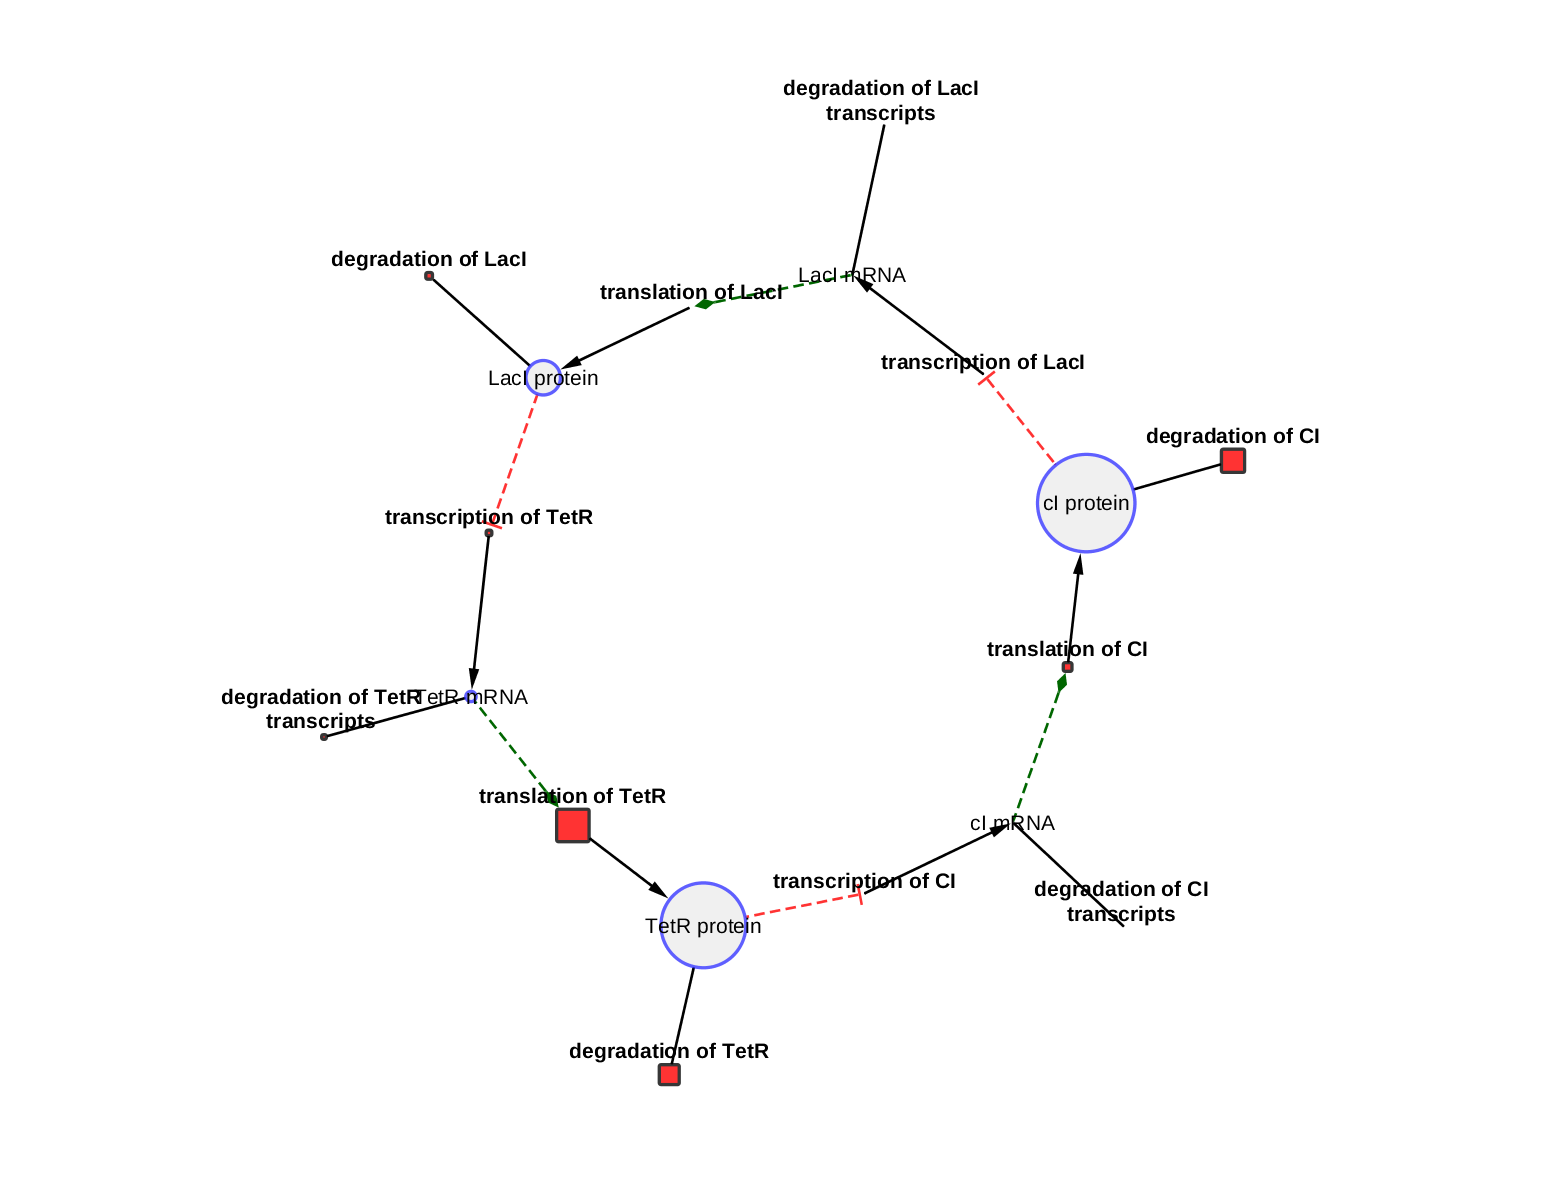 degradation of LacI
transcripts
degradation of LacI
LacI mRNA
translation of LacI
transcription of LacI
LacI protein
degradation of CI
cI protein
transcription of TetR
translation of CI
degradation of TetR
transcripts
TetR mRNA
translation of TetR
cI mRNA
transcription of CI
degradation of CI
transcripts
TetR protein
degradation of TetR